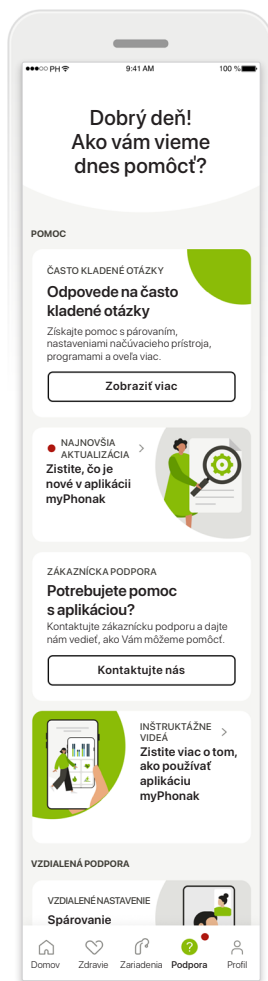 PH 9:41 AM 100 %
Dobrý deň!
Ako vám vieme
dnes pomôcť?
POMOC
ČASTO KLADENÉ OTÁZKY
Odpovede na často
kladené otázky
Získajte pomoc s párovaním,
nastaveniami načúvacieho prístroja,
programami a oveľa viac.
Zobraziť viac
NAJNOVŠIA
AKTUALIZÁCIA
Zistite, čo je
nové v aplikácii
myPhonak
ZÁKAZNÍCKA PODPORA
Potrebujete pomoc
s aplikáciou?
Kontaktujte zákaznícku podporu a dajte
nám vedieť, ako Vám môžeme pomôcť.
Kontaktujte nás
INŠTRUKTÁŽNE
VIDEÁ
Zistite viac o tom,
ako používať
aplikáciu
myPhonak
VZDIALENÁ PODPORA
VZDIALENÉ NASTAVENIE
Spárovanie
Domov Zdravie Zariadenia Podpora Profil